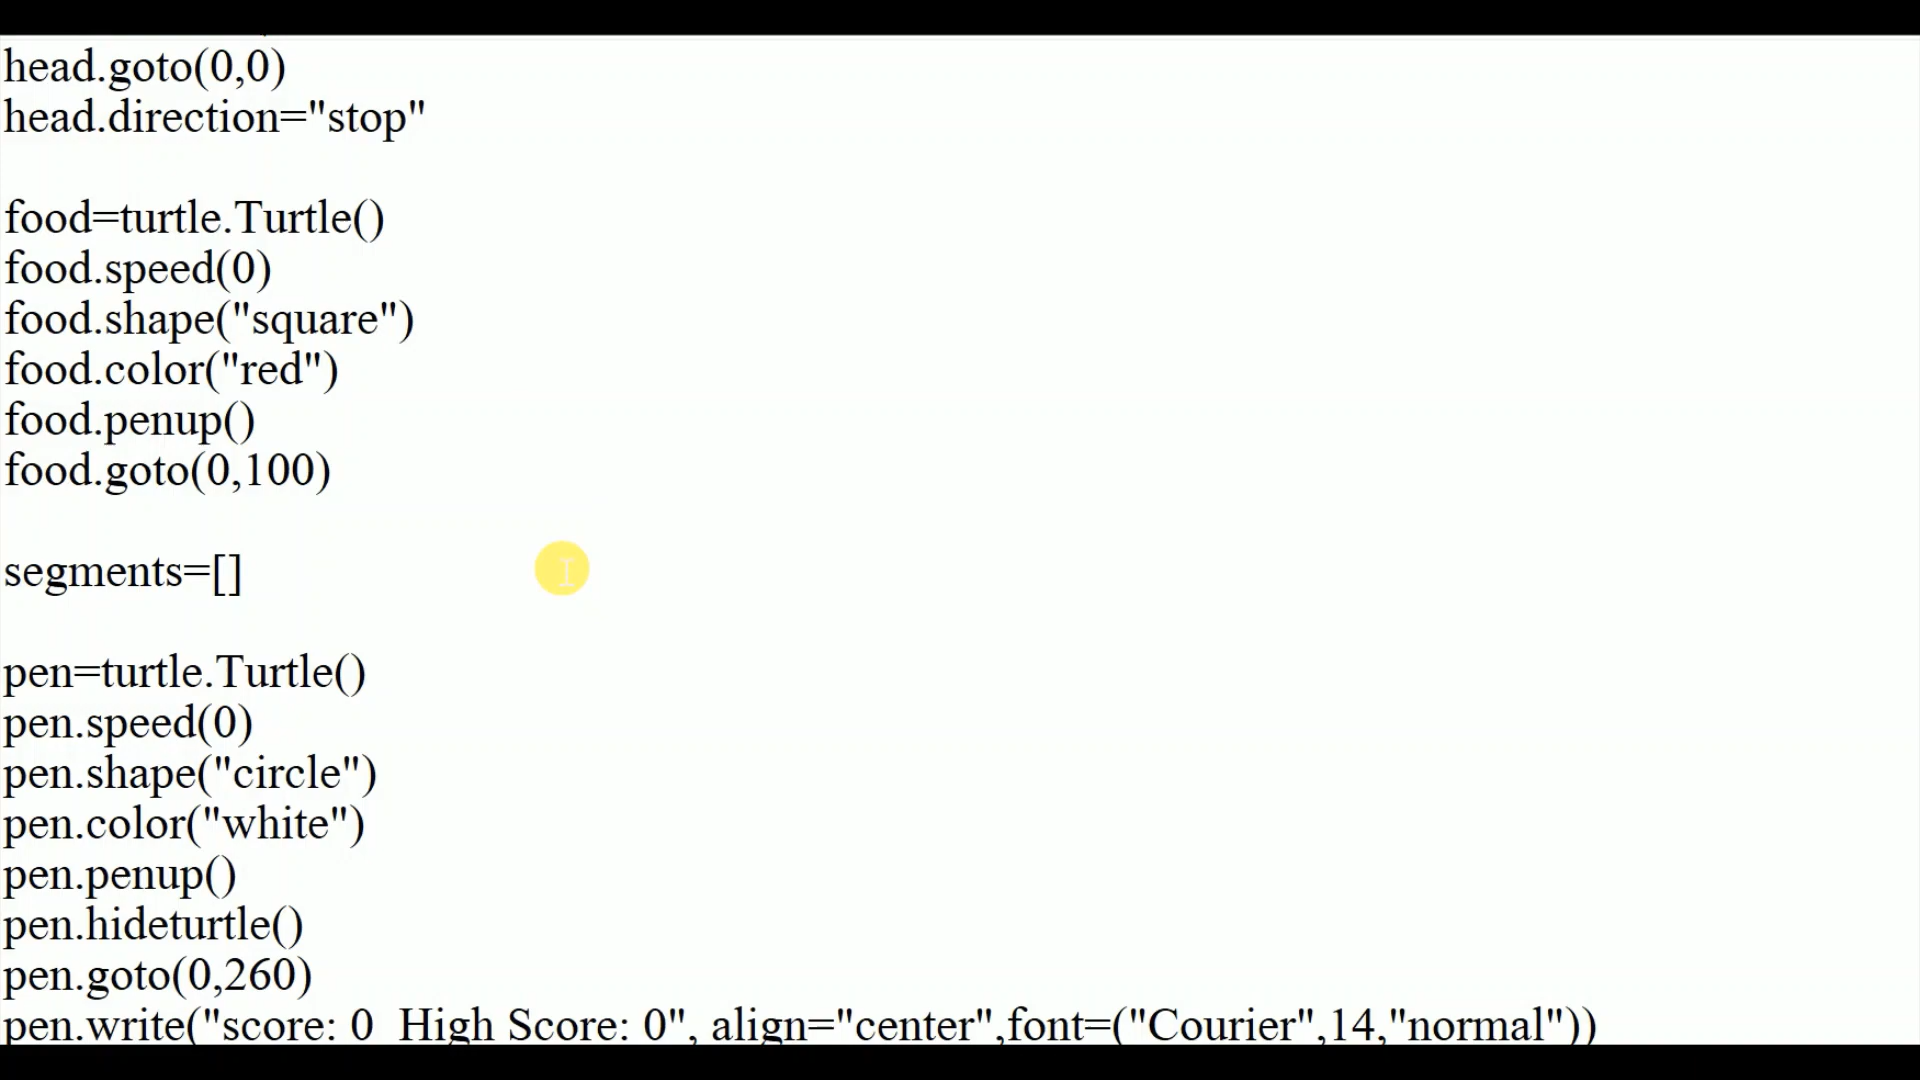 head.goto(0,0)
head.direction="stop"
food=turtle.Turtle()
food.speed(0)
food.shape("square")
food.color("red")
food.penup()
food.goto(0,100)
segments=[]
pen=turtle.Turtle()
pen.speed(0)
pen.shape("circle")
pen.color("white")
pen.penup()
pen.hideturtle()
pen.goto(0,260)
pen.write("score: 0  High Score: 0", align="center",font=("Courier",14,"normal"))